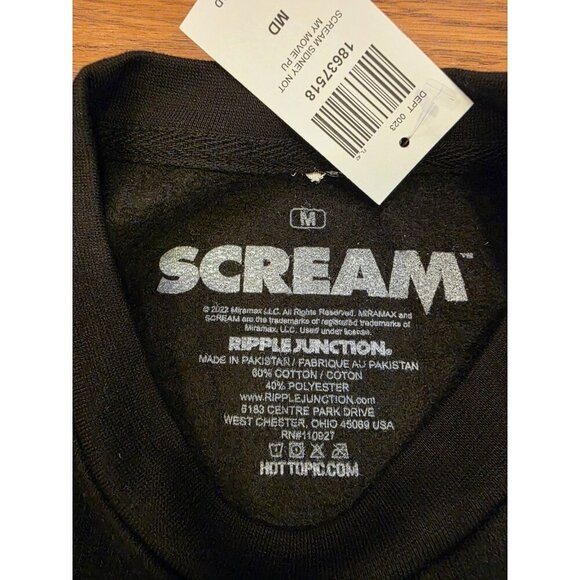 SCREAM SIDNEY NOT
MY MOVIE PU
MD
18637518
DEPT 0023
M
SCREAM™
© 2022 Miramax LLC. All Rights Reserved. MIRAMAX and
SCREAM are the trademarks of registered trademarks of
Miramax, LLC. Used under license.
RIPPLE JUNCTION®
MADE IN PAKISTAN / FABRIQUE AU PAKISTAN
60% COTTON / COTON
40% POLYESTER
www.RIPPLEJUNCTION.com
6183 CENTRE PARK DRIVE
WEST CHESTER, OHIO 45069 USA
RN#110927
HOTTOPIC.COM